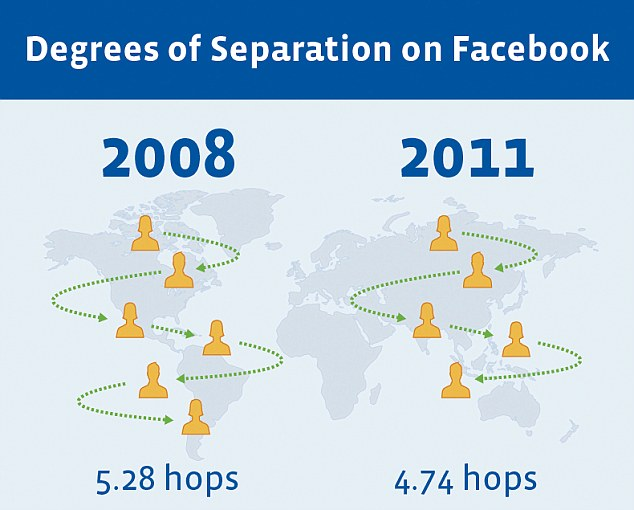 Degrees of Separation on Facebook
2008
2011
5.28 hops
4.74 hops